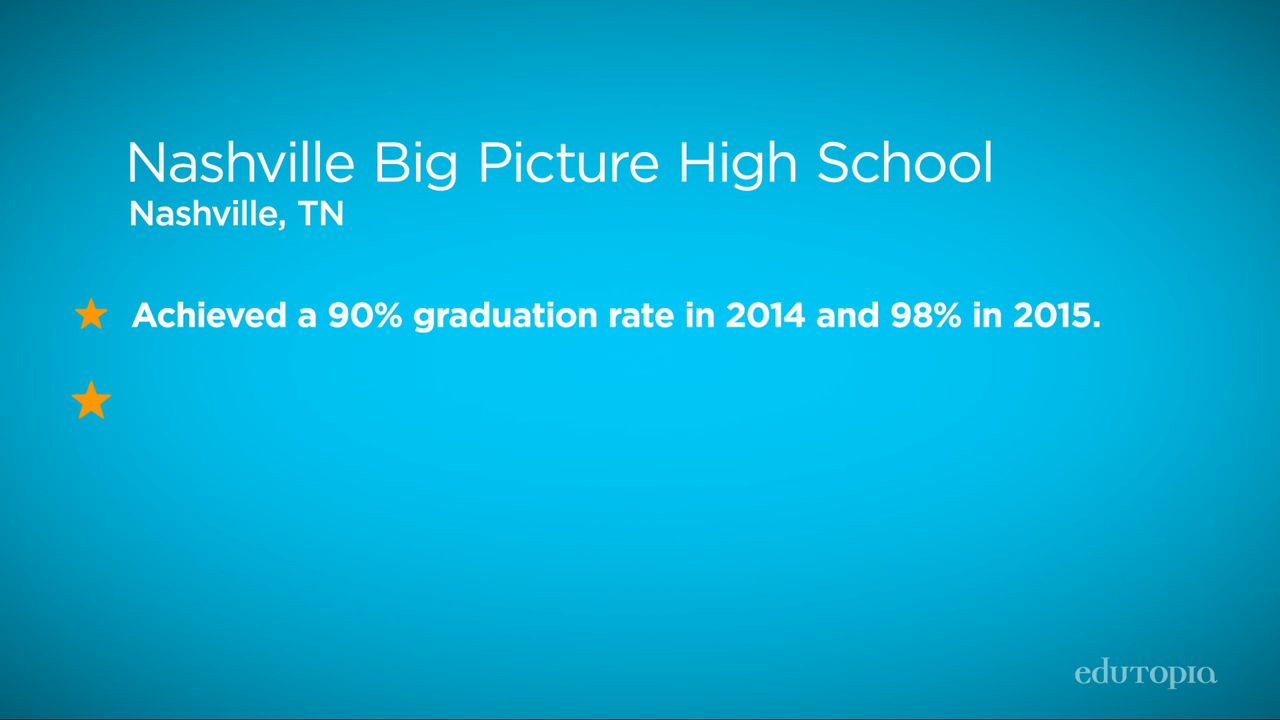 Nashville Big Picture High School
Nashville, TN
Achieved a 90% graduation rate in 2014 and 98% in 2015.
edutopia